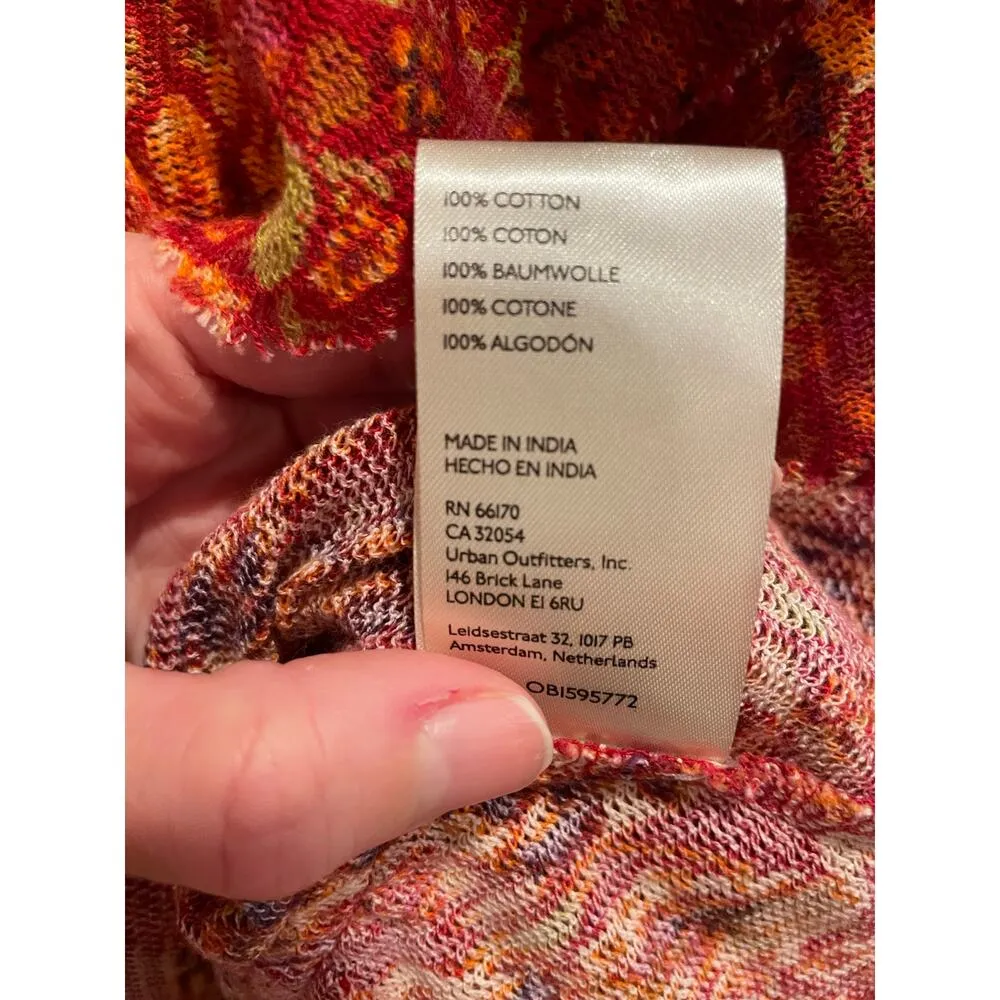 100% COTTON
100% COTON
100% BAUMWOLLE
100% COTONE
100% ALGODÓN
MADE IN INDIA
HECHO EN INDIA
RN 66170
CA 32054
Urban Outfitters, Inc.
146 Brick Lane
LONDON E1 6RU
Leidsestraat 32, 1017 PB
Amsterdam, Netherlands
OB1595772